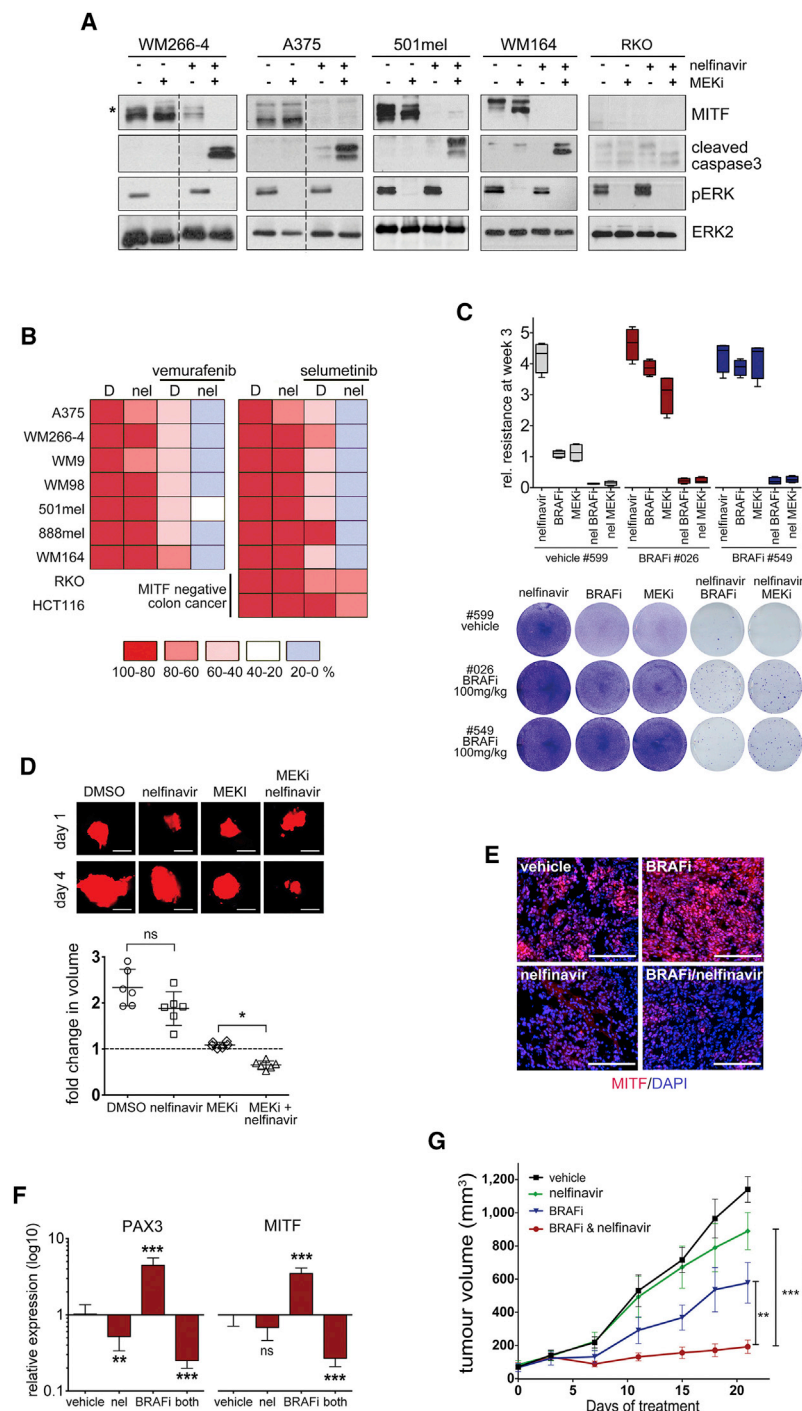 A
WM266-4 A375 501mel WM164 RKO
- - + + - - + + - - + + - - + + - - + + nelfinavir
- + - + - + - + - + - + - + - + - + - + MEKi
* MITF
cleaved
caspase3
pERK
ERK2
B
vemurafenib selumetinib
D nel D nel D nel D nel
A375
WM266-4
WM9
WM98
501mel
888mel
WM164
RKO
HCT116
MITF negative
colon cancer
100-80 80-60 60-40 40-20 20-0 %
C
rel. resistance at week 3
5
4
3
2
1
0
nelfinavir BRAFi MEKi nel BRAFi nel MEKi nelfinavir BRAFi MEKi nel BRAFi nel MEKi nelfinavir BRAFi MEKi nel BRAFi nel MEKi
vehicle #599 BRAFi #026 BRAFi #549
nelfinavir BRAFi MEKi nelfinavir BRAFi nelfinavir MEKi
#599
vehicle
#026
BRAFi
100mg/kg
#549
BRAFi
100mg/kg
D
DMSO nelfinavir MEKI MEKi nelfinavir
day 1
day 4
fold change in volume
3
2
1
0
ns
*
DMSO nelfinavir MEKi MEKi + nelfinavir
E
vehicle BRAFi
nelfinavir BRAFi/nelfinavir
MITF/DAPI
F
relative expression (log10)
PAX3 MITF
10
1
0.1
** *** *** ns *** ***
vehicle nel BRAFi both vehicle nel BRAFi both
G
tumour volume (mm3)
1,200
1,000
800
600
400
200
0
vehicle
nelfinavir
BRAFi
BRAFi & nelfinavir
**
***
0 5 10 15 20
Days of treatment